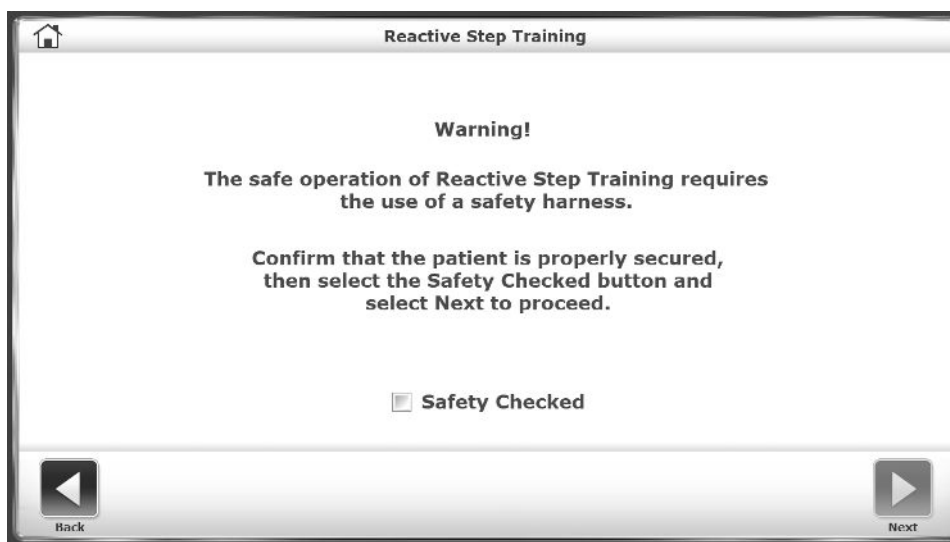 Reactive Step Training
Warning!
The safe operation of Reactive Step Training requires
the use of a safety harness.
Confirm that the patient is properly secured,
then select the Safety Checked button and
select Next to proceed.
Safety Checked
Back
Next